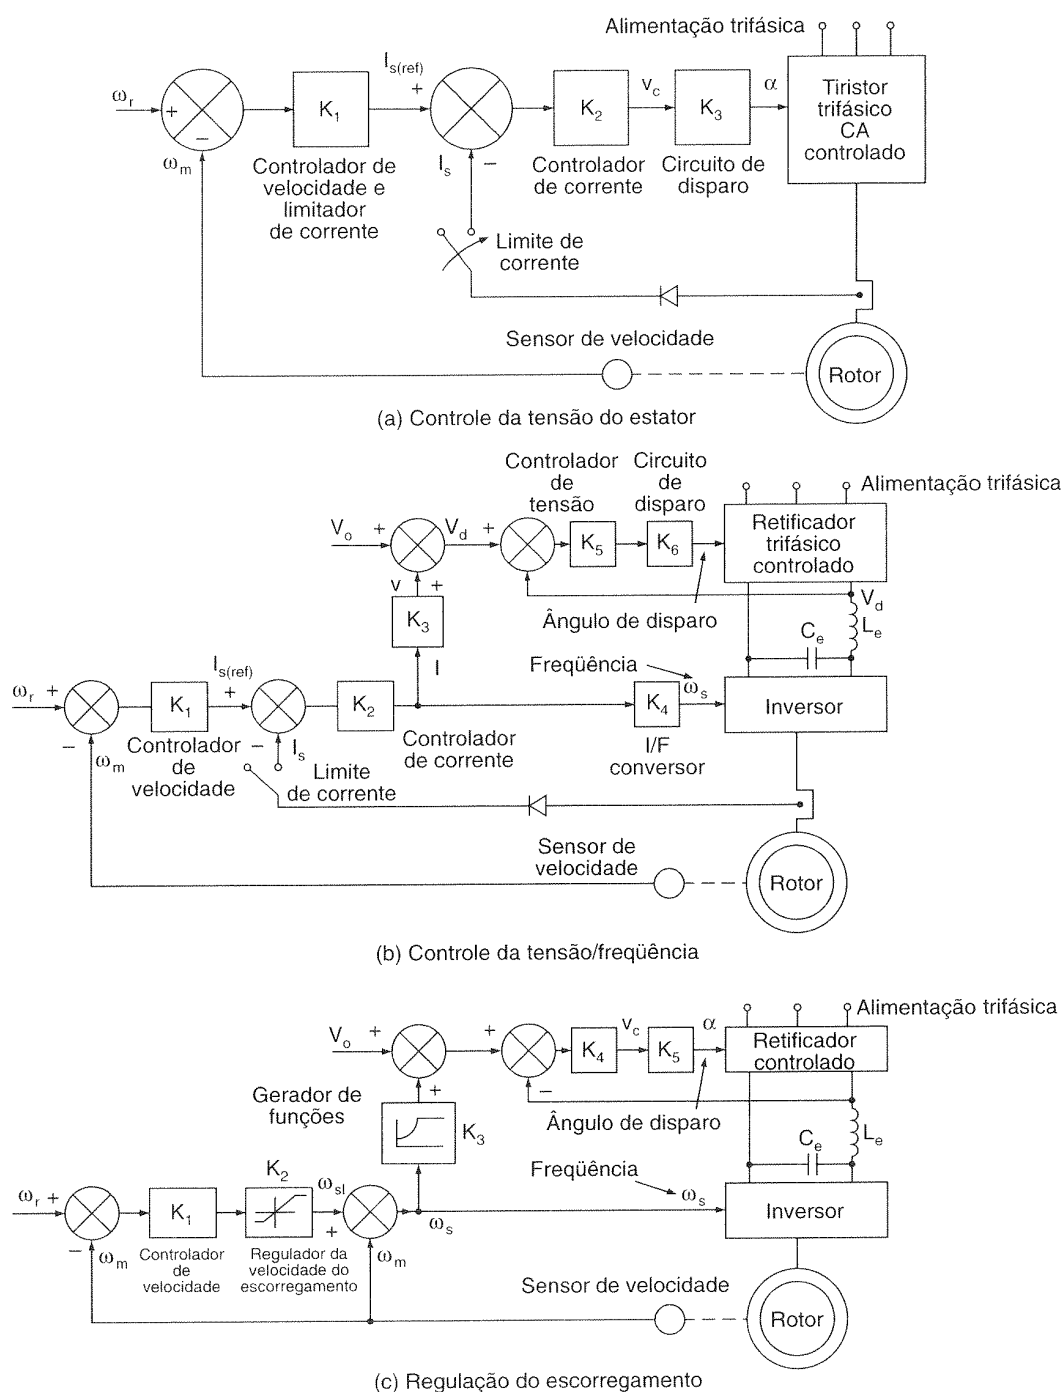 Alimentação trifásica
I_s(ref)
ω_r
+
−
ω_m
K_1
+
Controlador de
velocidade e
limitador
de corrente
I_s
−
K_2
Controlador
de corrente
v_c
K_3
Circuito
de disparo
α
Tiristor
trifásico
CA
controlado
Limite de
corrente
Sensor de velocidade
Rotor
(a) Controle da tensão do estator
Controlador
de
tensão
Circuito
de
disparo
Alimentação trifásica
V_o
+
V_d
+
K_5
K_6
Retificador
trifásico
controlado
v
+
K_3
I
Ângulo de disparo
V_d
C_e
L_e
Freqüência
ω_s
ω_r
+
−
ω_m
K_1
Controlador
de
velocidade
I_s(ref)
+
−
I_s
K_2
Controlador
de corrente
K_4
I/F
conversor
Inversor
Limite
de corrente
Sensor de
velocidade
Rotor
(b) Controle da tensão/freqüência
Alimentação trifásica
V_o
+
+
K_4
v_c
K_5
α
Retificador
controlado
−
+
Gerador de
funções
K_3
Ângulo de disparo
C_e
L_e
Freqüência
ω_s
ω_r
+
−
ω_m
K_1
Controlador
de
velocidade
K_2
Regulador da
velocidade do
escorregamento
ω_sl
+
ω_m
ω_s
Inversor
Sensor de velocidade
Rotor
(c) Regulação do escorregamento